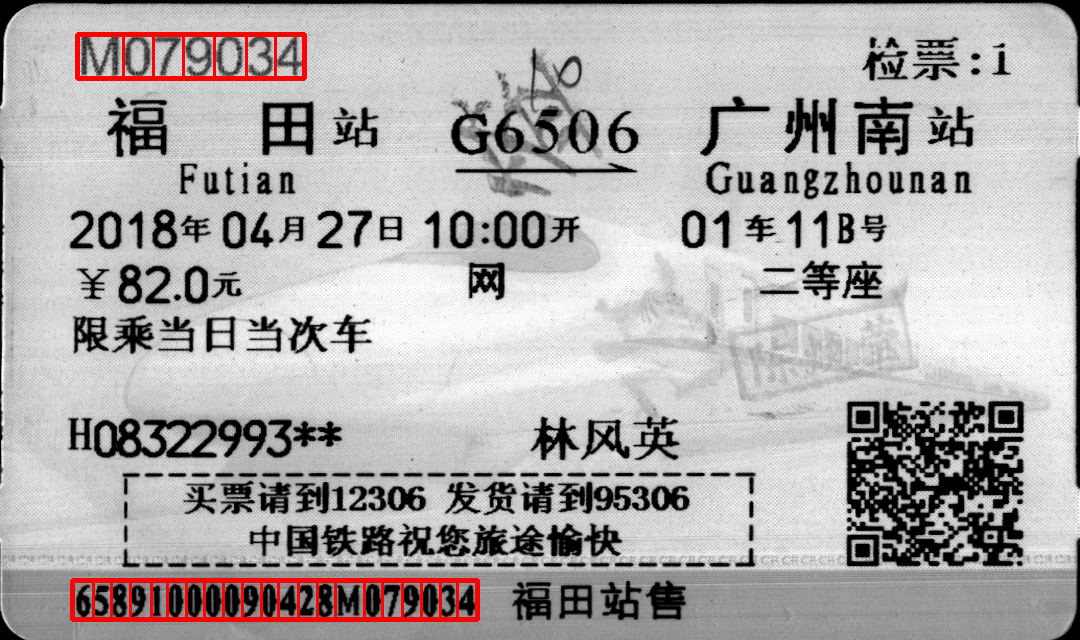 M079034 检票:1
福田站 G6506 广州南站
Futian Guangzhounan
2018年04月27日10:00开 01车11B号
￥82.0元 网 二等座
限乘当日当次车
H08322993** 林风英
买票请到12306 发货请到95306
中国铁路祝您旅途愉快
65891000090428M079034 福田站售